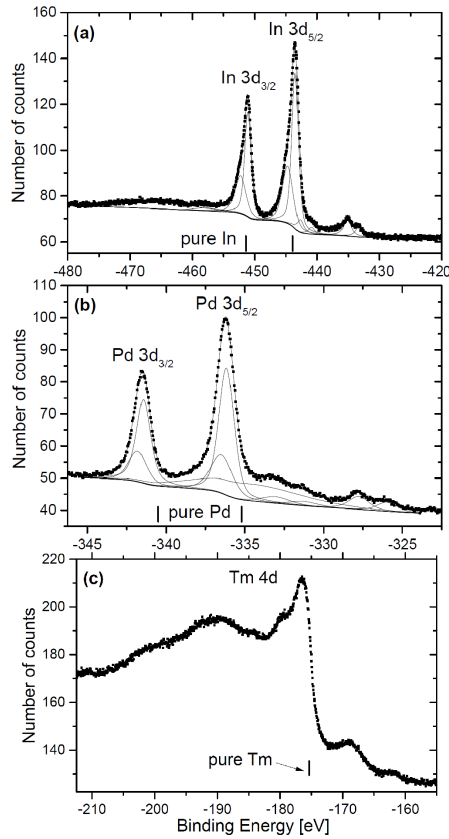 160
(a)
In 3d5/2
140
In 3d3/2
120
100
80
60
Number of counts
pure In
-480 -470 -460 -450 -440 -430 -420
110
(b)
Pd 3d5/2
100
90
Pd 3d3/2
80
70
60
50
40
Number of counts
pure Pd
-345 -340 -335 -330 -325
220
(c)
Tm 4d
200
180
160
140
Number of counts
pure Tm
-210 -200 -190 -180 -170 -160
Binding Energy [eV]